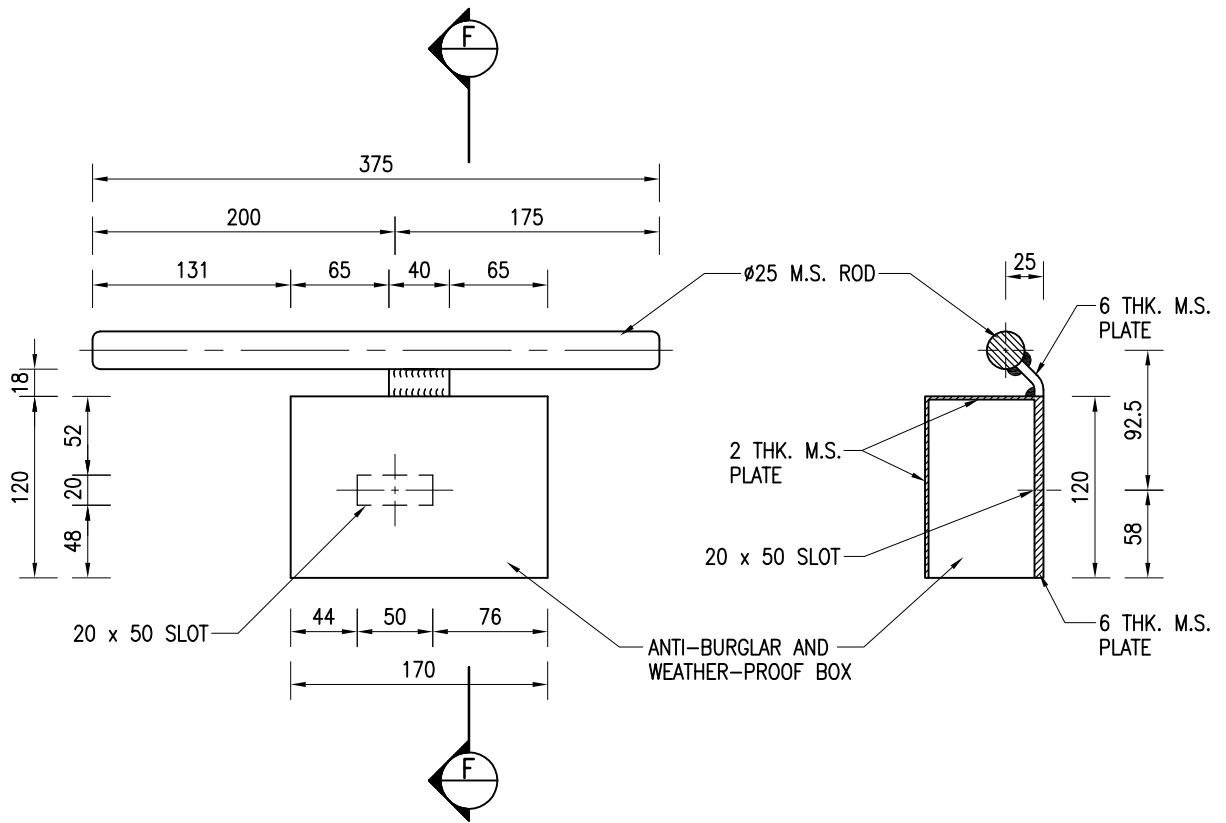 F
375
200
175
131
65
40
65
ø25 M.S. ROD
25
6 THK. M.S.
PLATE
18
120
52
20
48
2 THK. M.S.
PLATE
92.5
120
58
20 x 50 SLOT
44
50
76
20 x 50 SLOT
170
ANTI-BURGLAR AND
WEATHER-PROOF BOX
6 THK. M.S.
PLATE
F